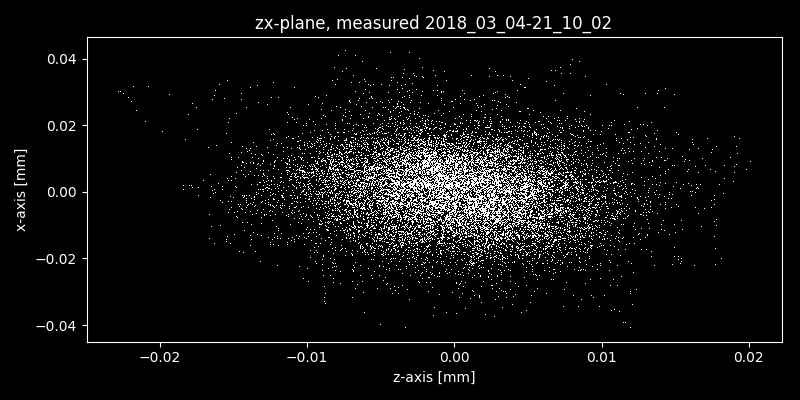 zx-plane, measured 2018_03_04-21_10_02
0.04
0.02
0.00
−0.02
−0.04
x-axis [mm]
−0.02 −0.01 0.00 0.01 0.02
z-axis [mm]